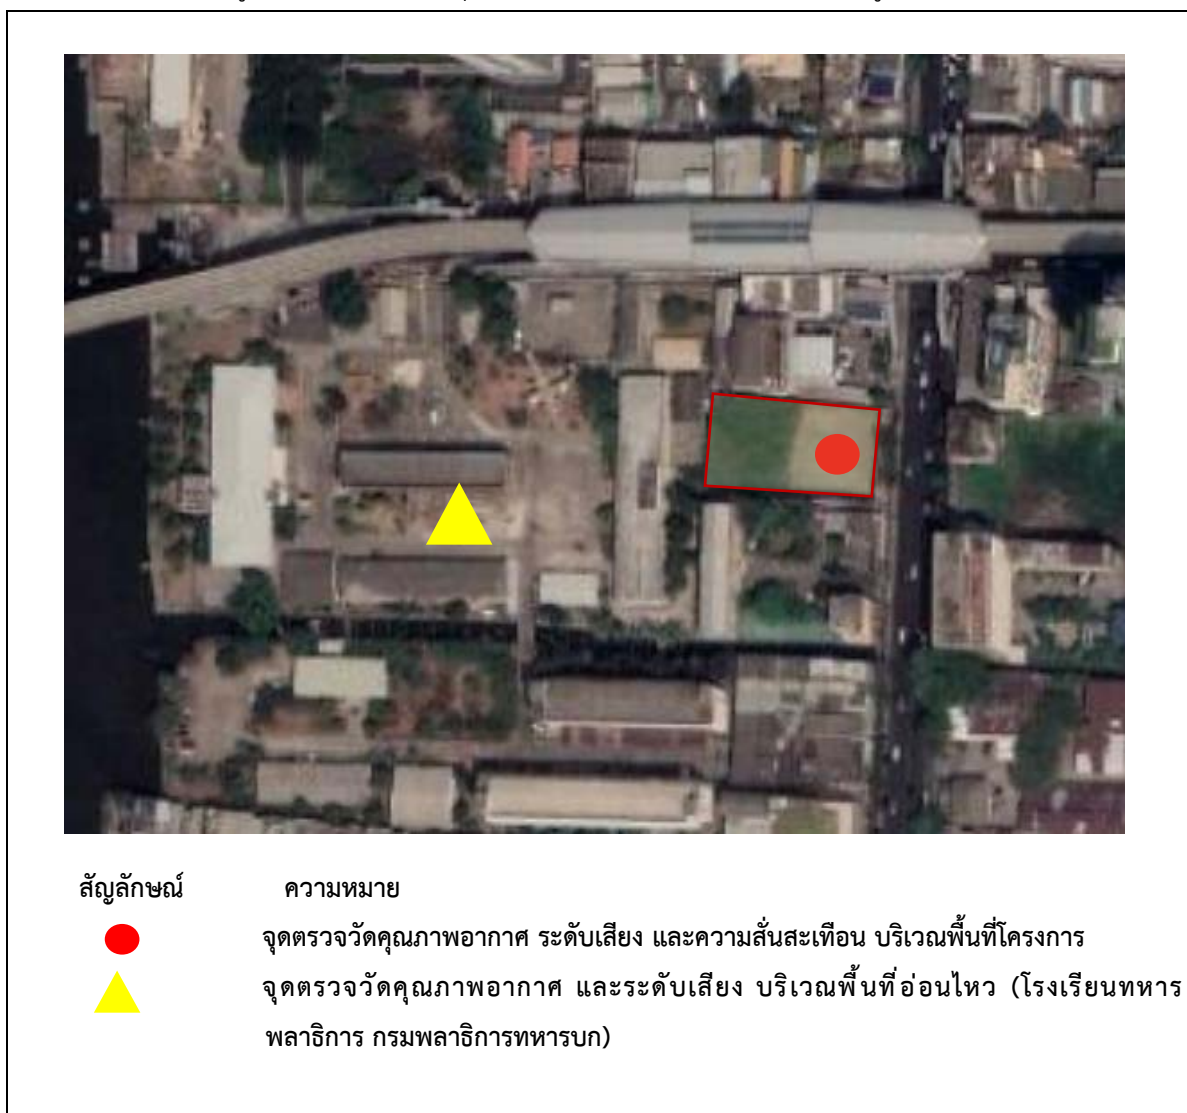 สัญลักษณ์ ความหมาย
จุดตรวจวัดคุณภาพอากาศ ระดับเสียง และความสั่นสะเทือน บริเวณพื้นที่โครงการ
จุดตรวจวัดคุณภาพอากาศ และระดับเสียง บริเวณพื้นที่อ่อนไหว (โรงเรียนทหาร
พลาธิการ กรมพลาธิการทหารบก)